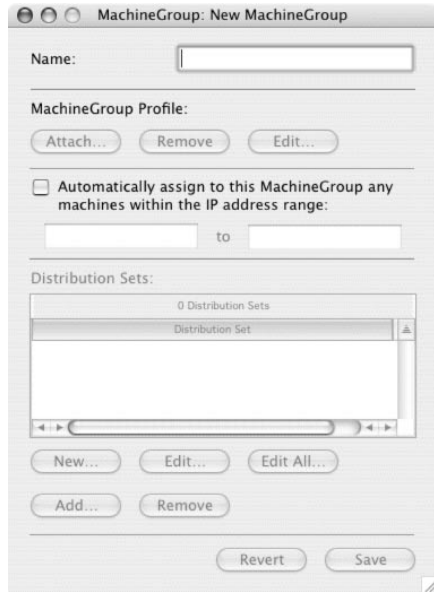 MachineGroup: New MachineGroup
Name:
MachineGroup Profile:
Attach... Remove Edit...
Automatically assign to this MachineGroup any
machines within the IP address range:
to
Distribution Sets:
0 Distribution Sets
Distribution Set
New... Edit... Edit All...
Add... Remove
Revert Save